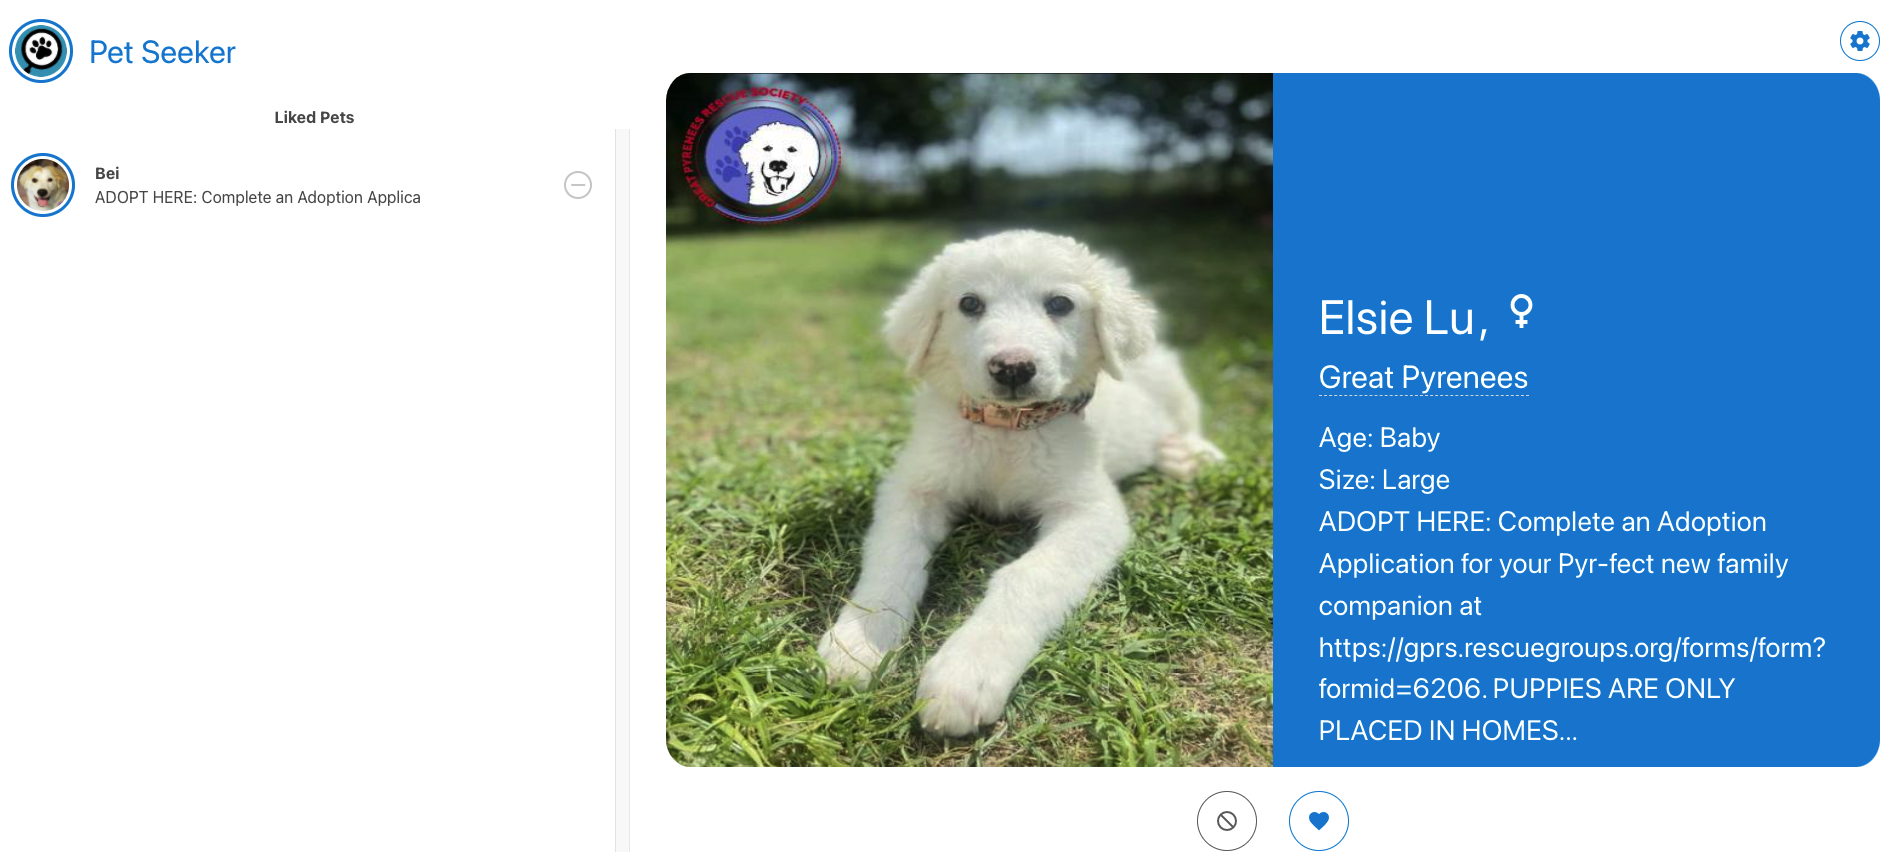 Pet Seeker
Liked Pets
Bei
ADOPT HERE: Complete an Adoption Applica
GREAT PYRENEES RESCUE SOCIETY
Elsie Lu, ♀
Great Pyrenees
Age: Baby
Size: Large
ADOPT HERE: Complete an Adoption
Application for your Pyr-fect new family
companion at
https://gprs.rescuegroups.org/forms/form?
formid=6206. PUPPIES ARE ONLY
PLACED IN HOMES...